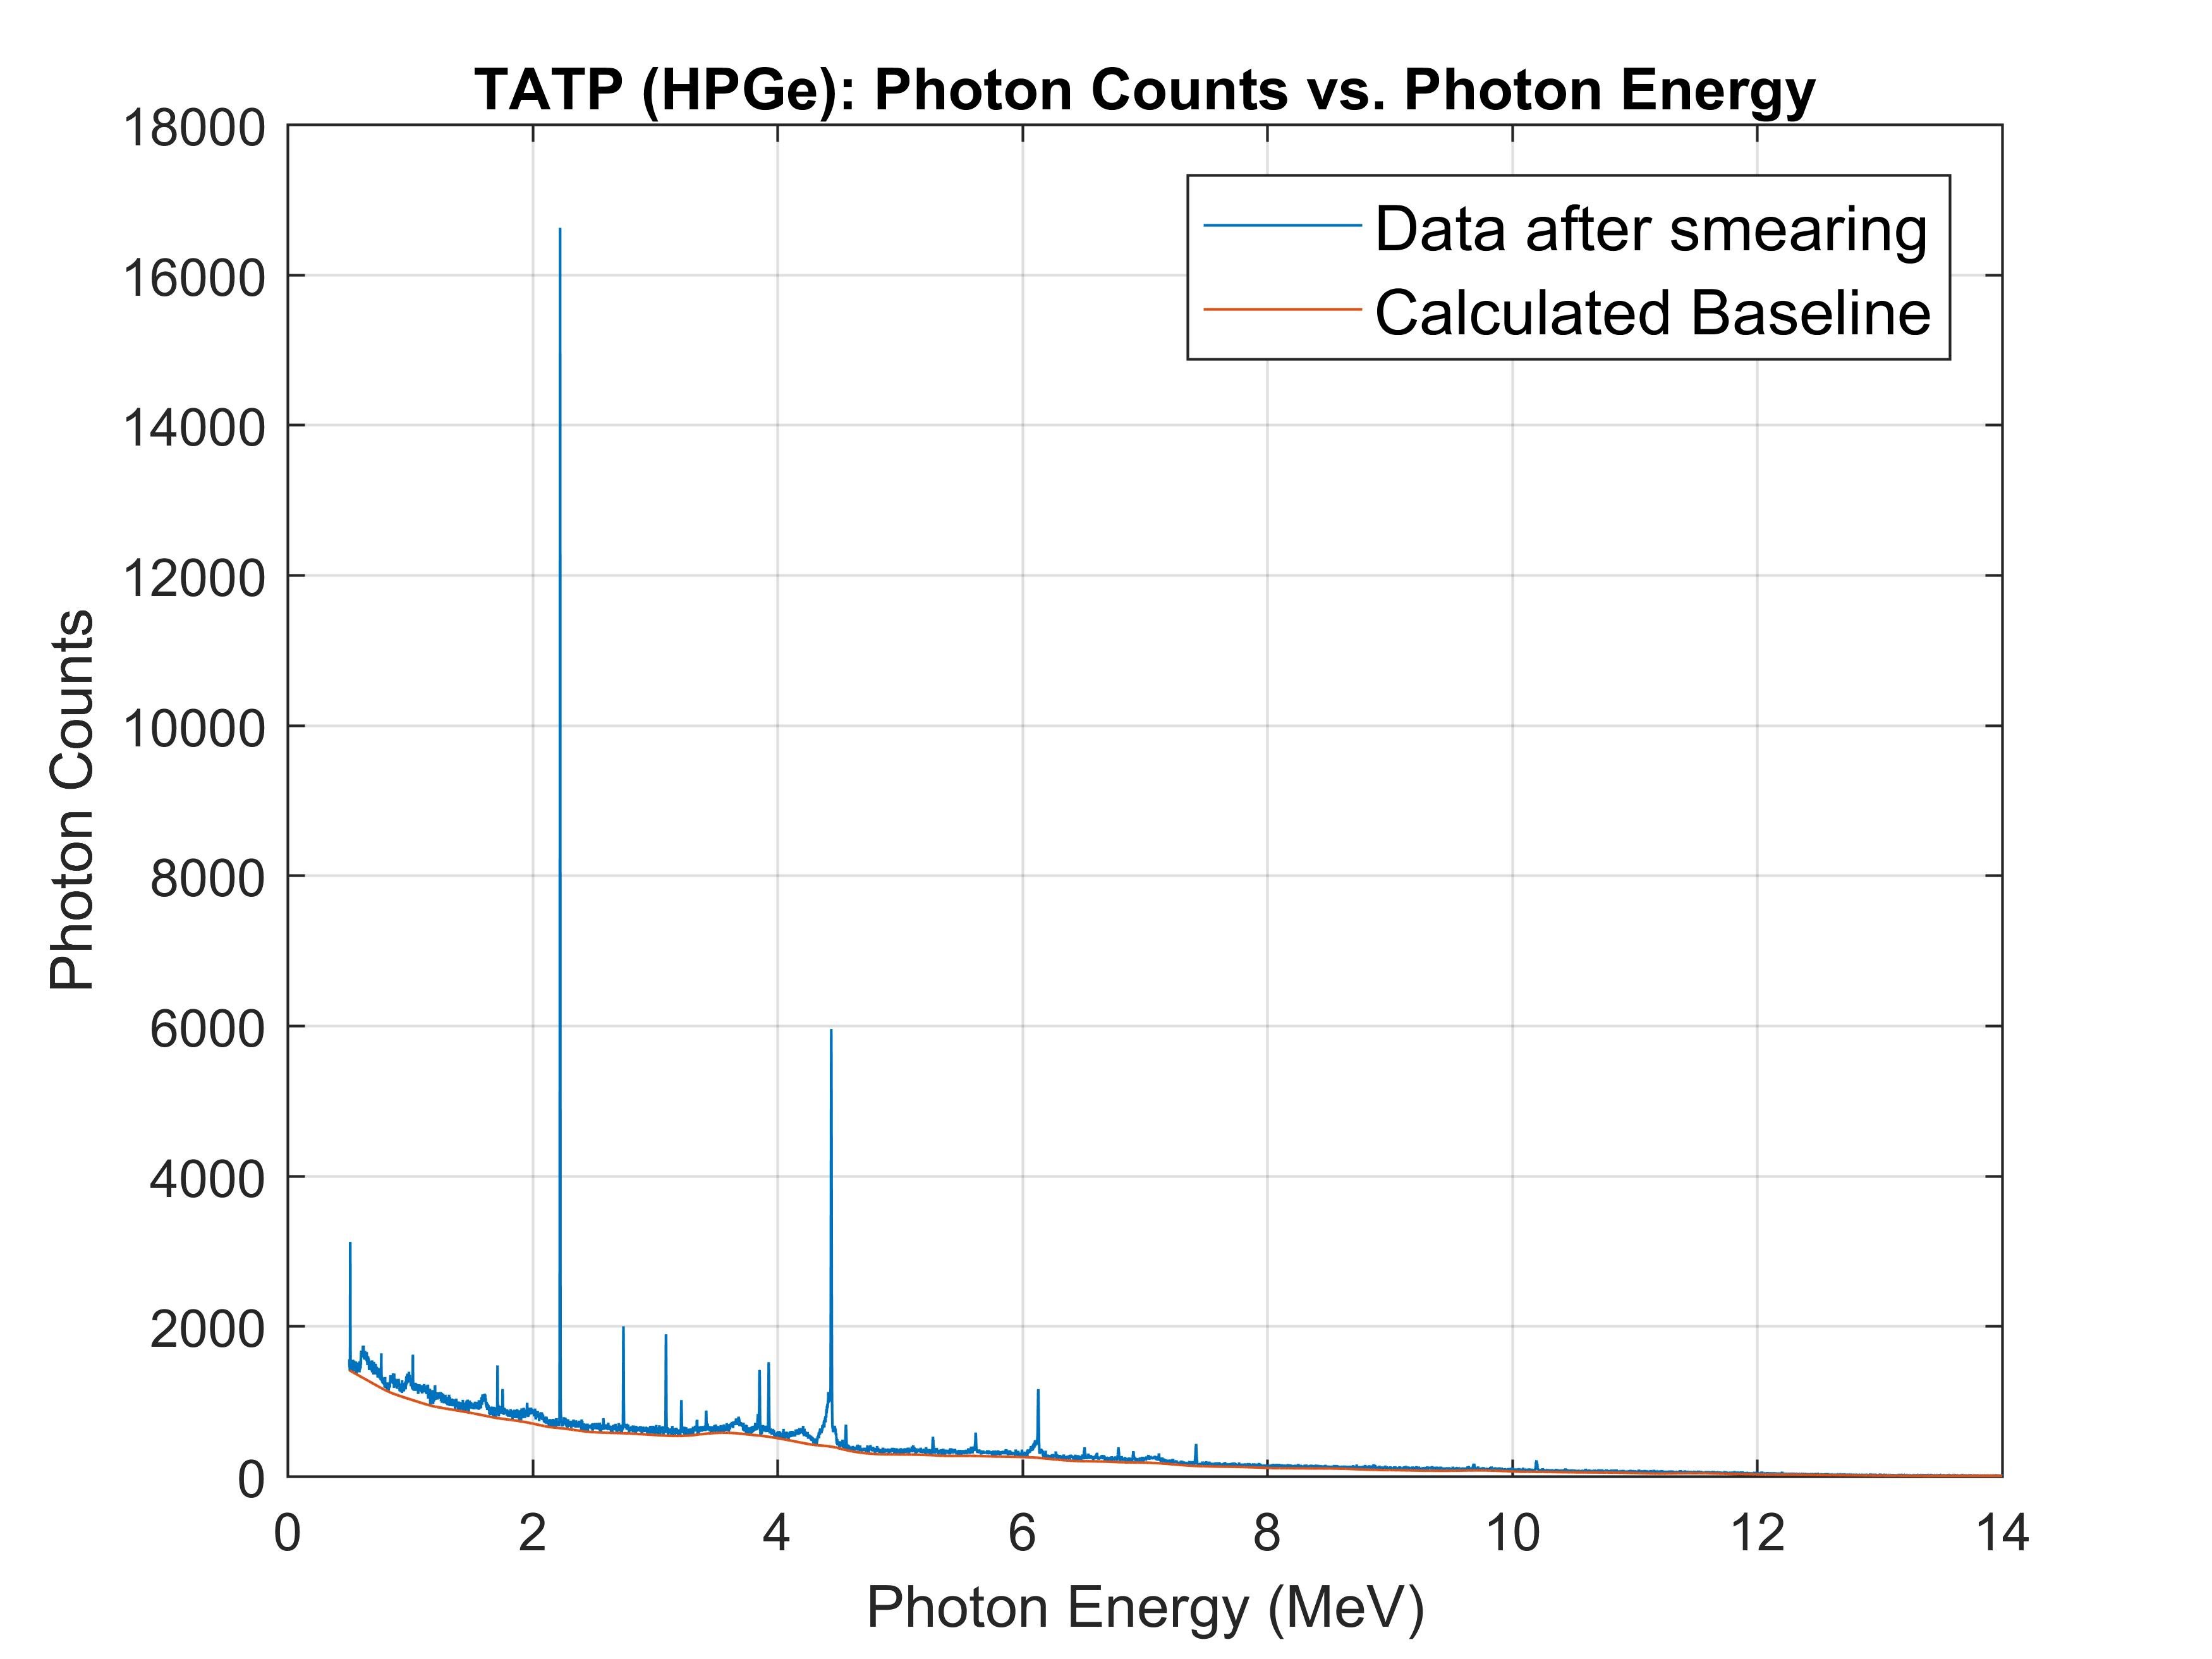 TATP (HPGe): Photon Counts vs. Photon Energy
Data after smearing
Calculated Baseline
Photon Counts
18000
16000
14000
12000
10000
8000
6000
4000
2000
0
0 2 4 6 8 10 12 14
Photon Energy (MeV)